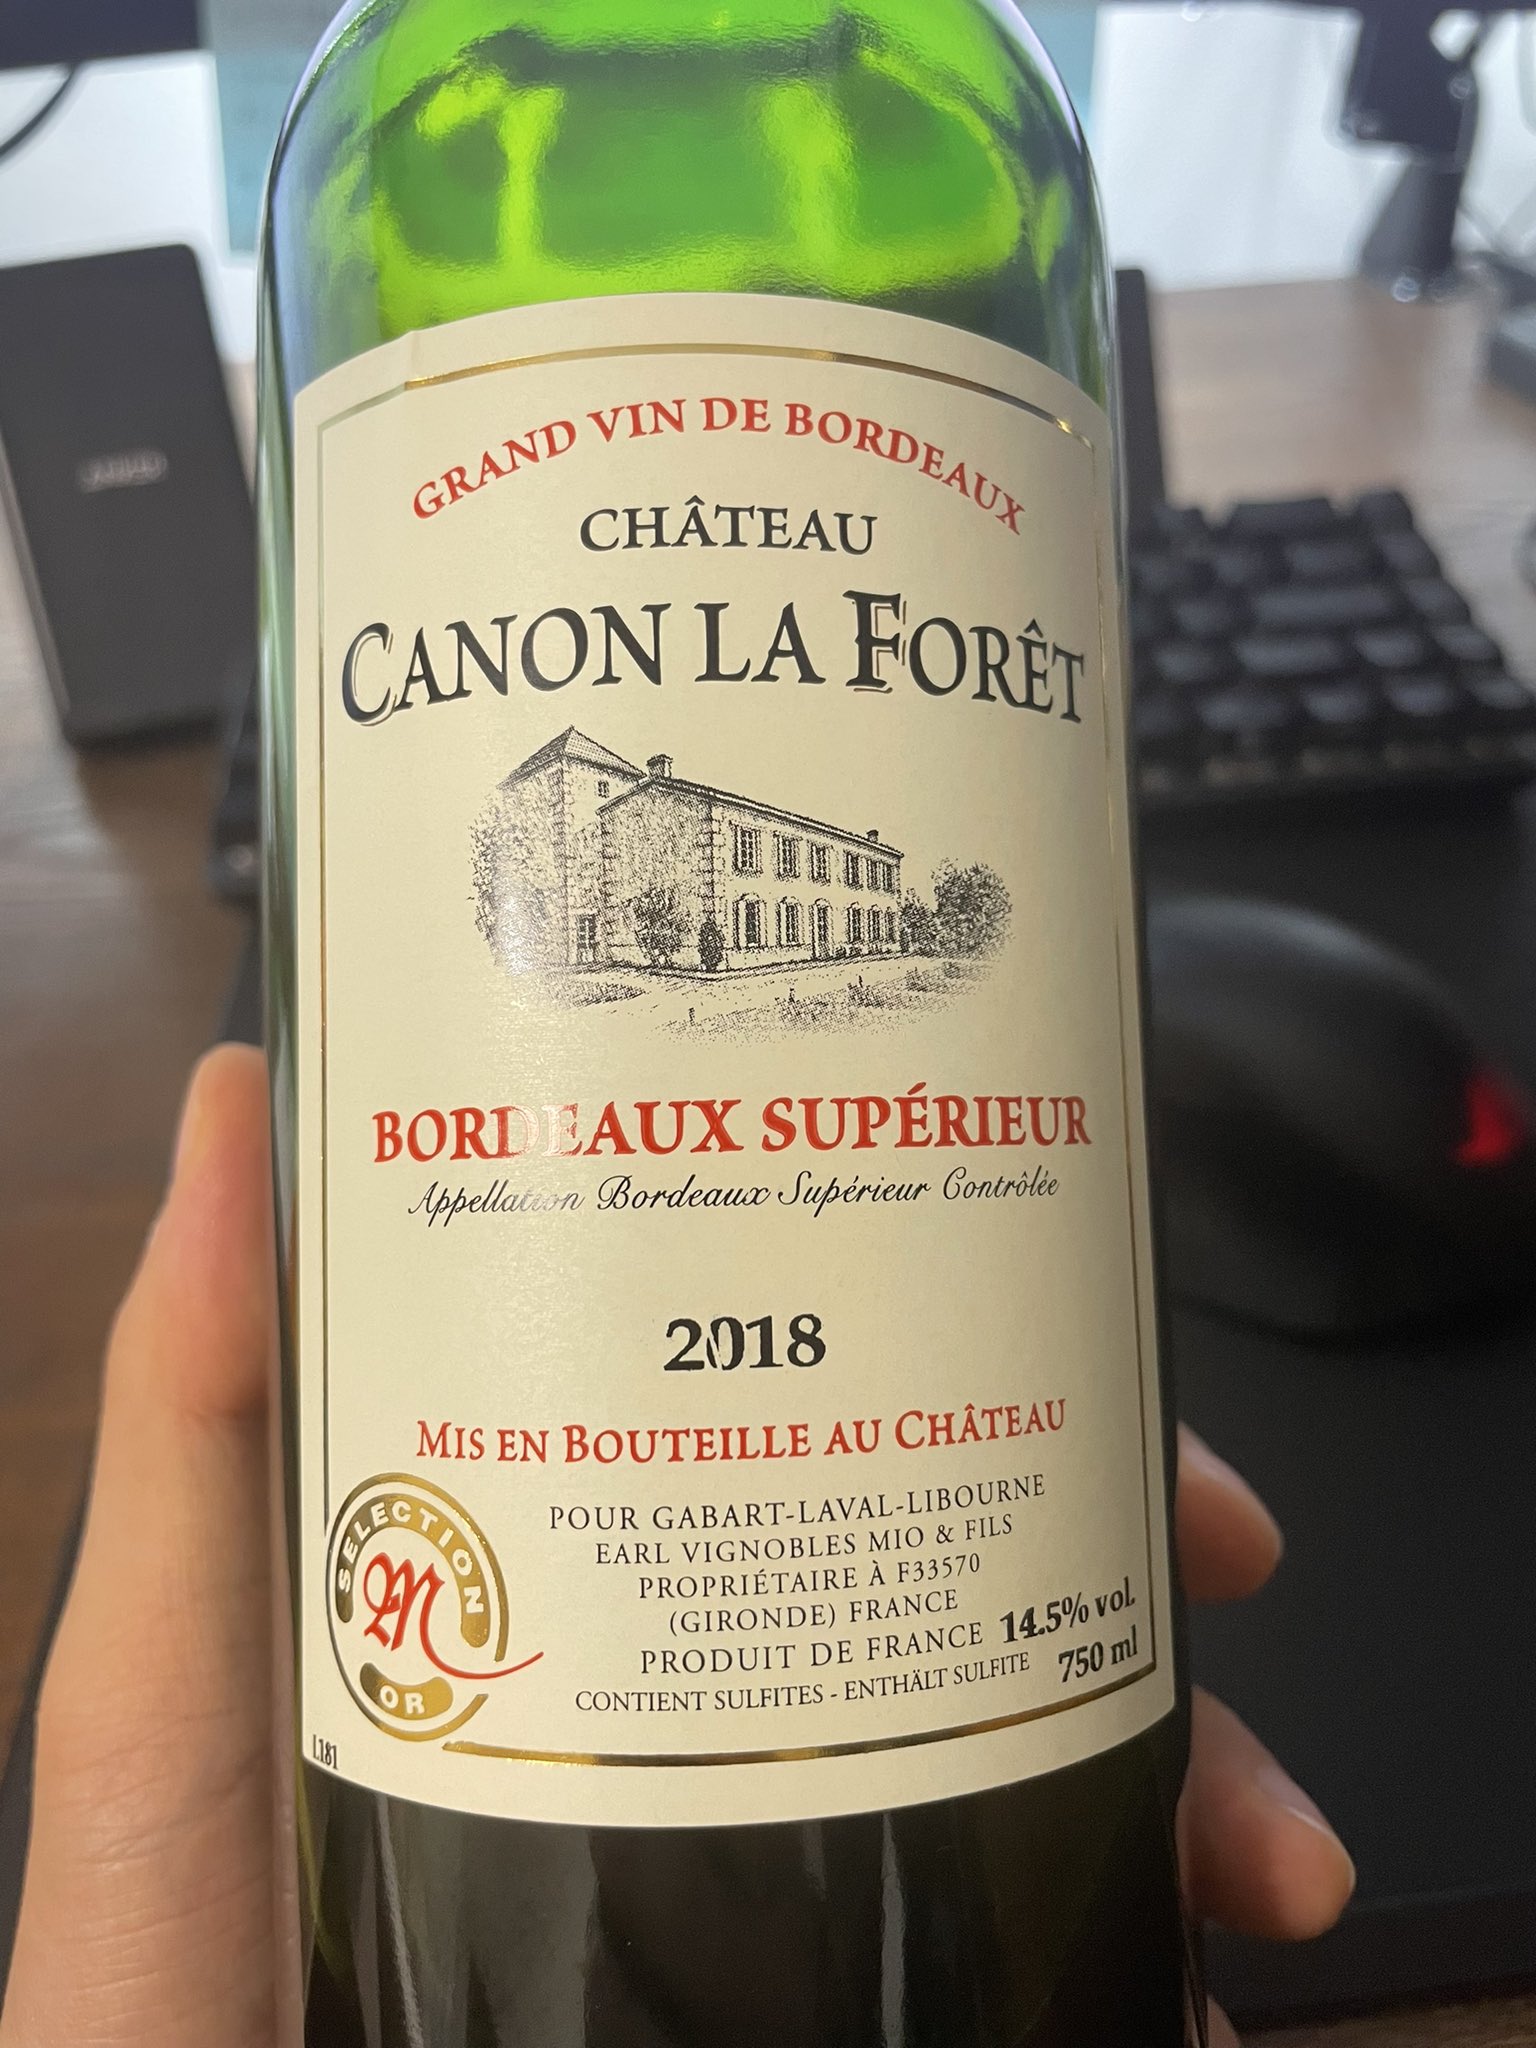 GRAND VIN DE BORDEAUX
CHÂTEAU
CANON LA FORÊT
BORDEAUX SUPÉRIEUR
Appellation Bordeaux Supérieur Contrôlée
2018
MIS EN BOUTEILLE AU CHÂTEAU
POUR GABART-LAVAL-LIBOURNE
EARL VIGNOBLES MIO & FILS
PROPRIÉTAIRE À F33570
(GIRONDE) FRANCE
PRODUIT DE FRANCE 14.5% vol.
CONTIENT SULFITES - ENTHÄLT SULFITE 750 ml
SELECTION
M
OR
L181